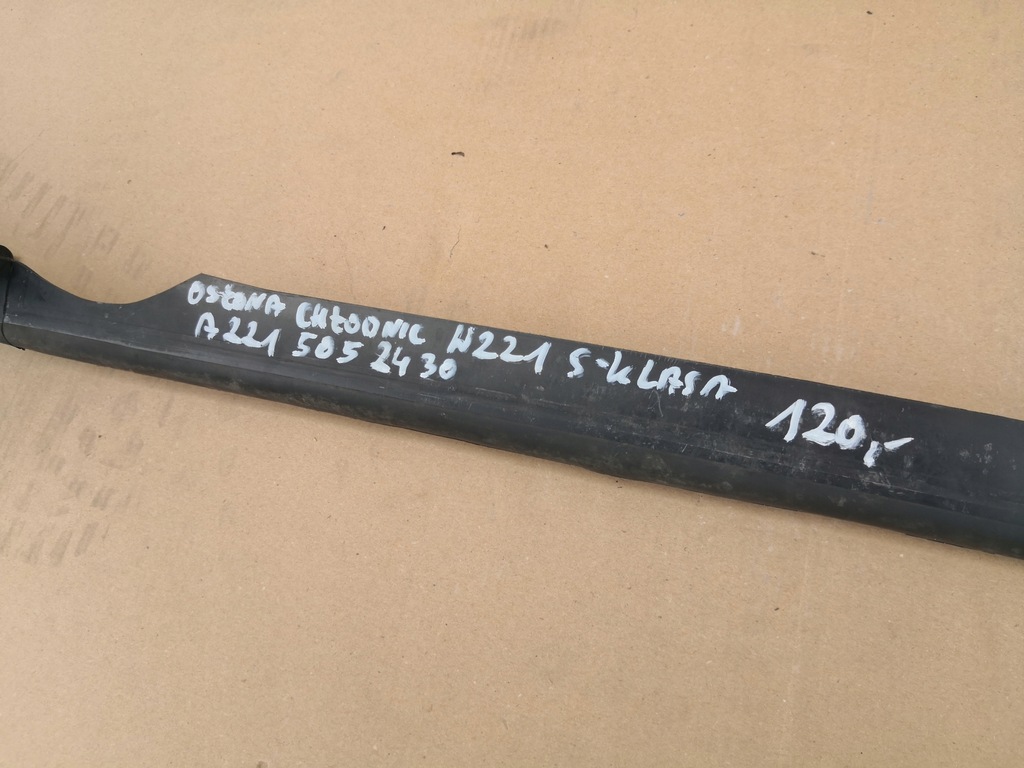 OSŁONA CHŁODNIC W221 S-KLASA 120,-
A221 505 2430